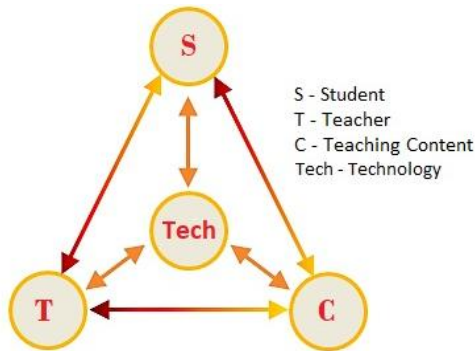 S
S - Student
T - Teacher
C - Teaching Content
Tech - Technology
Tech
T
C